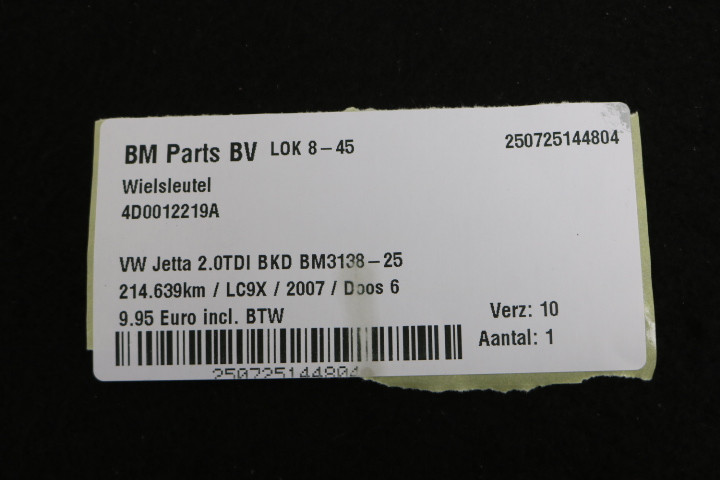 BM Parts BV LOK 8-45 250725144804
Wielsleutel
4D0012219A
VW Jetta 2.0TDI BKD BM3138-25
214.639km / LC9X / 2007 / Doos 6
9.95 Euro incl. BTW Verz: 10
Aantal: 1
250725144804